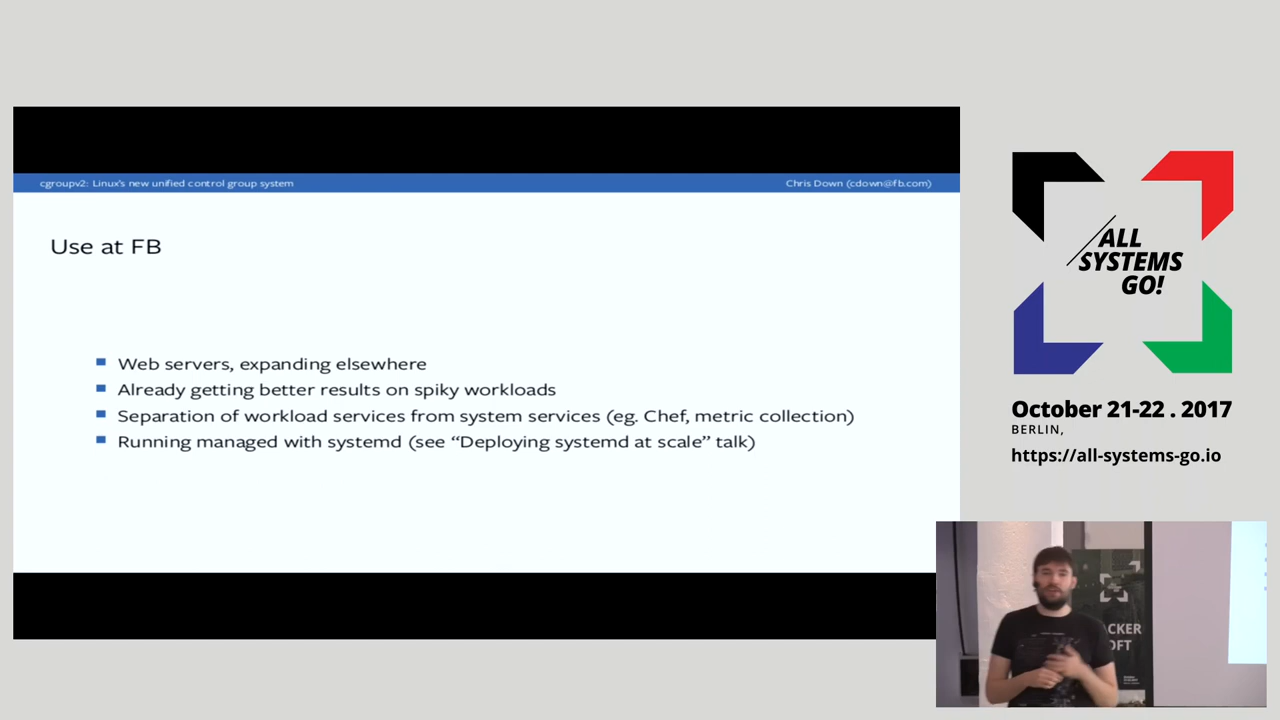 cgroupv2: Linux's new unified control group system
Chris Down (cdown@fb.com)
Use at FB
Web servers, expanding elsewhere
Already getting better results on spiky workloads
Separation of workload services from system services (eg. Chef, metric collection)
Running managed with systemd (see “Deploying systemd at scale” talk)
ALL
SYSTEMS
GO!
October 21-22 . 2017
BERLIN,
https://all-systems-go.io
CKER
OFT